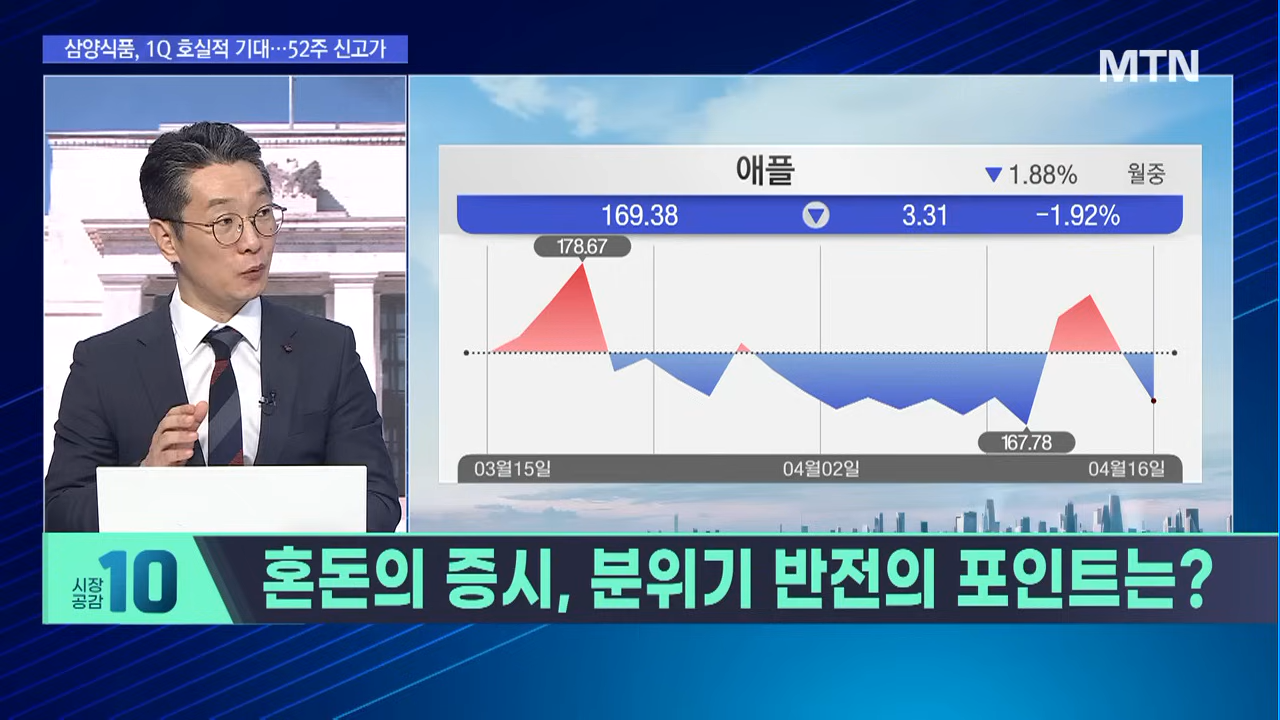 삼양식품, 1Q 호실적 기대…52주 신고가
MTN
애플
▼ 1.88% 월중
169.38 ▼ 3.31 -1.92%
178.67
167.78
03월15일 04월02일 04월16일
시장
공감
10
혼돈의 증시, 분위기 반전의 포인트는?